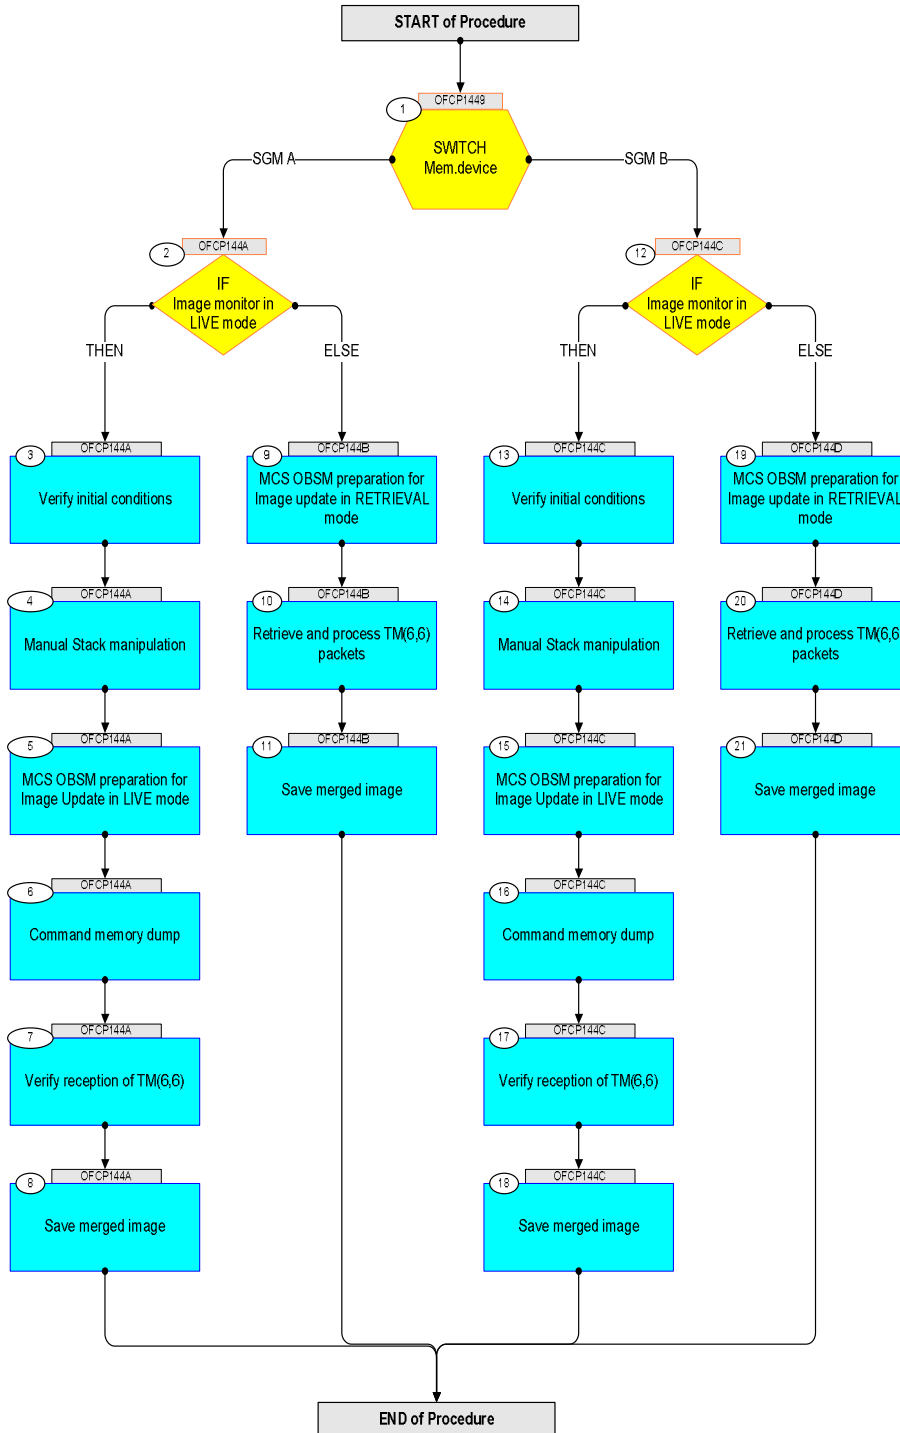 START of Procedure
OFCP1449
1
SWITCH
Mem.device
SGM A
SGM B
OFCP144A
2
IF
Image monitor in
LIVE mode
OFCP144C
12
IF
Image monitor in
LIVE mode
THEN
ELSE
THEN
ELSE
OFCP144A
3
Verify initial conditions
OFCP144B
9
MCS OBSM preparation for
Image update in RETRIEVAL
mode
OFCP144C
13
Verify initial conditions
OFCP144D
19
MCS OBSM preparation for
Image update in RETRIEVAL
mode
OFCP144A
4
Manual Stack manipulation
OFCP144B
10
Retrieve and process TM(6,6)
packets
OFCP144C
14
Manual Stack manipulation
OFCP144D
20
Retrieve and process TM(6,6
packets
OFCP144A
5
MCS OBSM preparation for
Image Update in LIVE mode
OFCP144B
11
Save merged image
OFCP144C
15
MCS OBSM preparation for
Image Update in LIVE mode
OFCP144D
21
Save merged image
OFCP144A
6
Command memory dump
OFCP144C
16
Command memory dump
OFCP144A
7
Verify reception of TM(6,6)
OFCP144C
17
Verify reception of TM(6,6)
OFCP144A
8
Save merged image
OFCP144C
18
Save merged image
END of Procedure